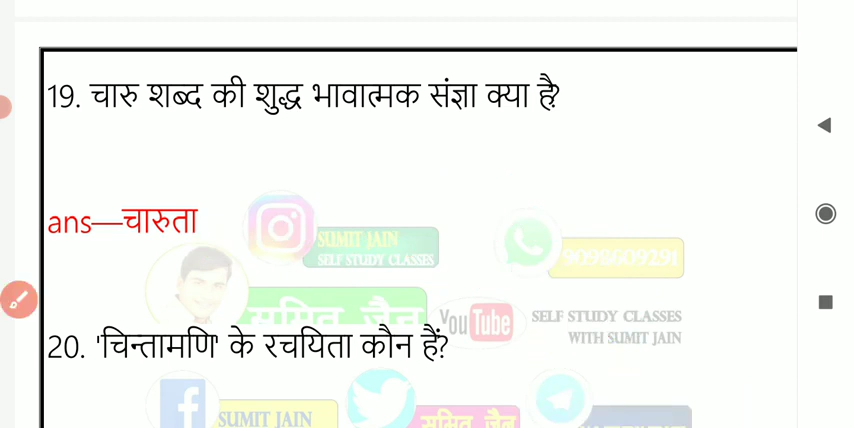 19. चारु शब्द की शुद्ध भावात्मक संज्ञा क्या है?
ans—चारुता
SUMIT JAIN
SELF STUDY CLASSES
9098609291
सुमित जैन
YouTube
SELF STUDY CLASSES
WITH SUMIT JAIN
20. 'चिन्तामणि' के रचयिता कौन हैं?
SUMIT JAIN
सुमित जैन